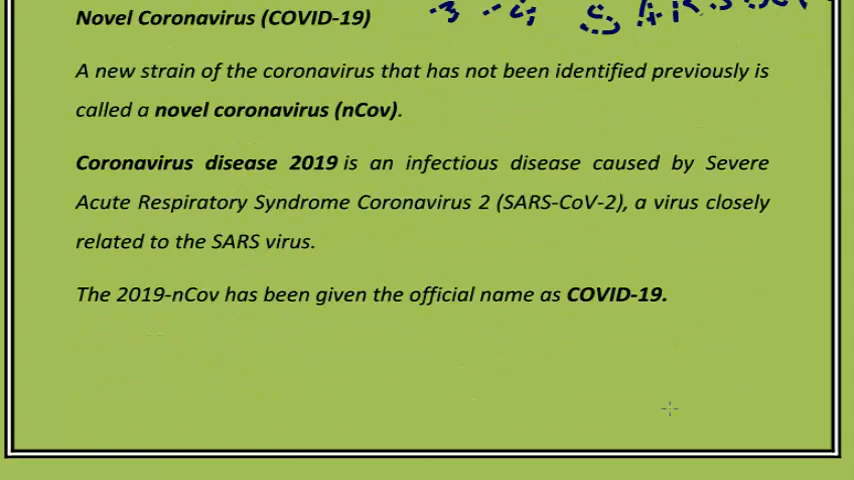 Novel Coronavirus (COVID-19)
A new strain of the coronavirus that has not been identified previously is
called a novel coronavirus (nCov).
Coronavirus disease 2019 is an infectious disease caused by Severe
Acute Respiratory Syndrome Coronavirus 2 (SARS-CoV-2), a virus closely
related to the SARS virus.
The 2019-nCov has been given the official name as COVID-19.